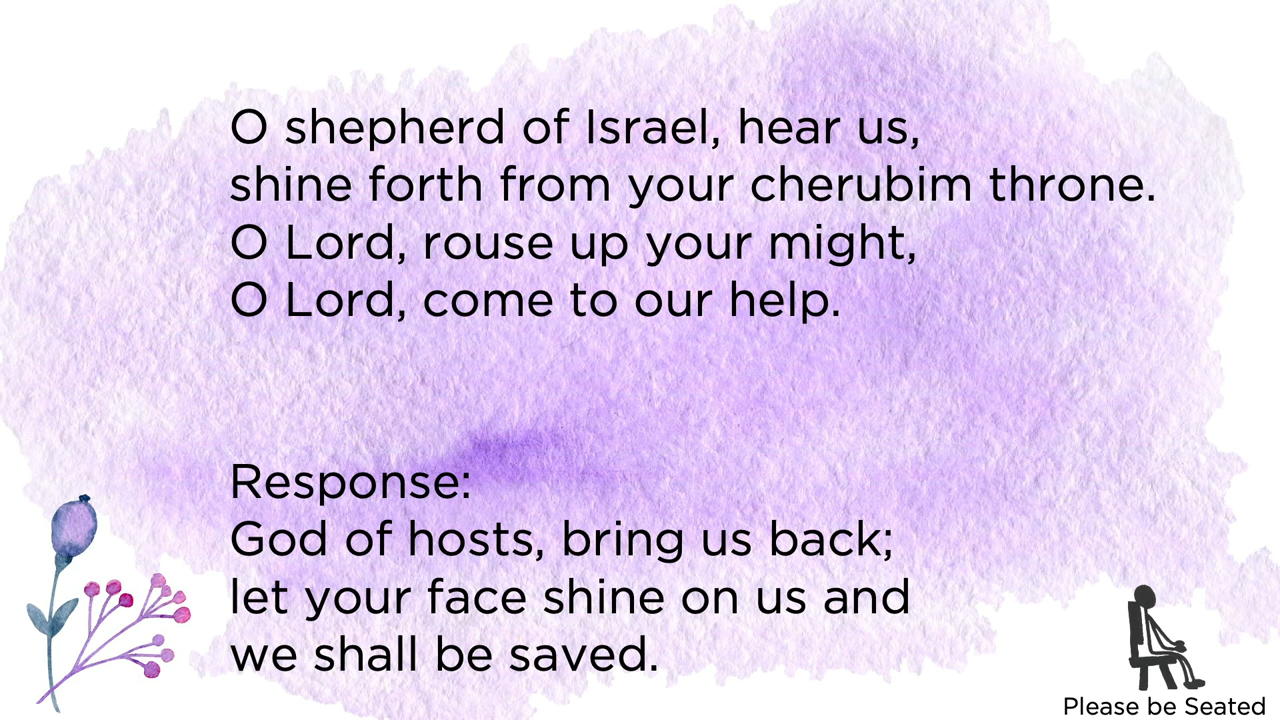 O shepherd of Israel, hear us,
shine forth from your cherubim throne.
O Lord, rouse up your might,
O Lord, come to our help.
Response:
God of hosts, bring us back;
let your face shine on us and
we shall be saved.
Please be Seated